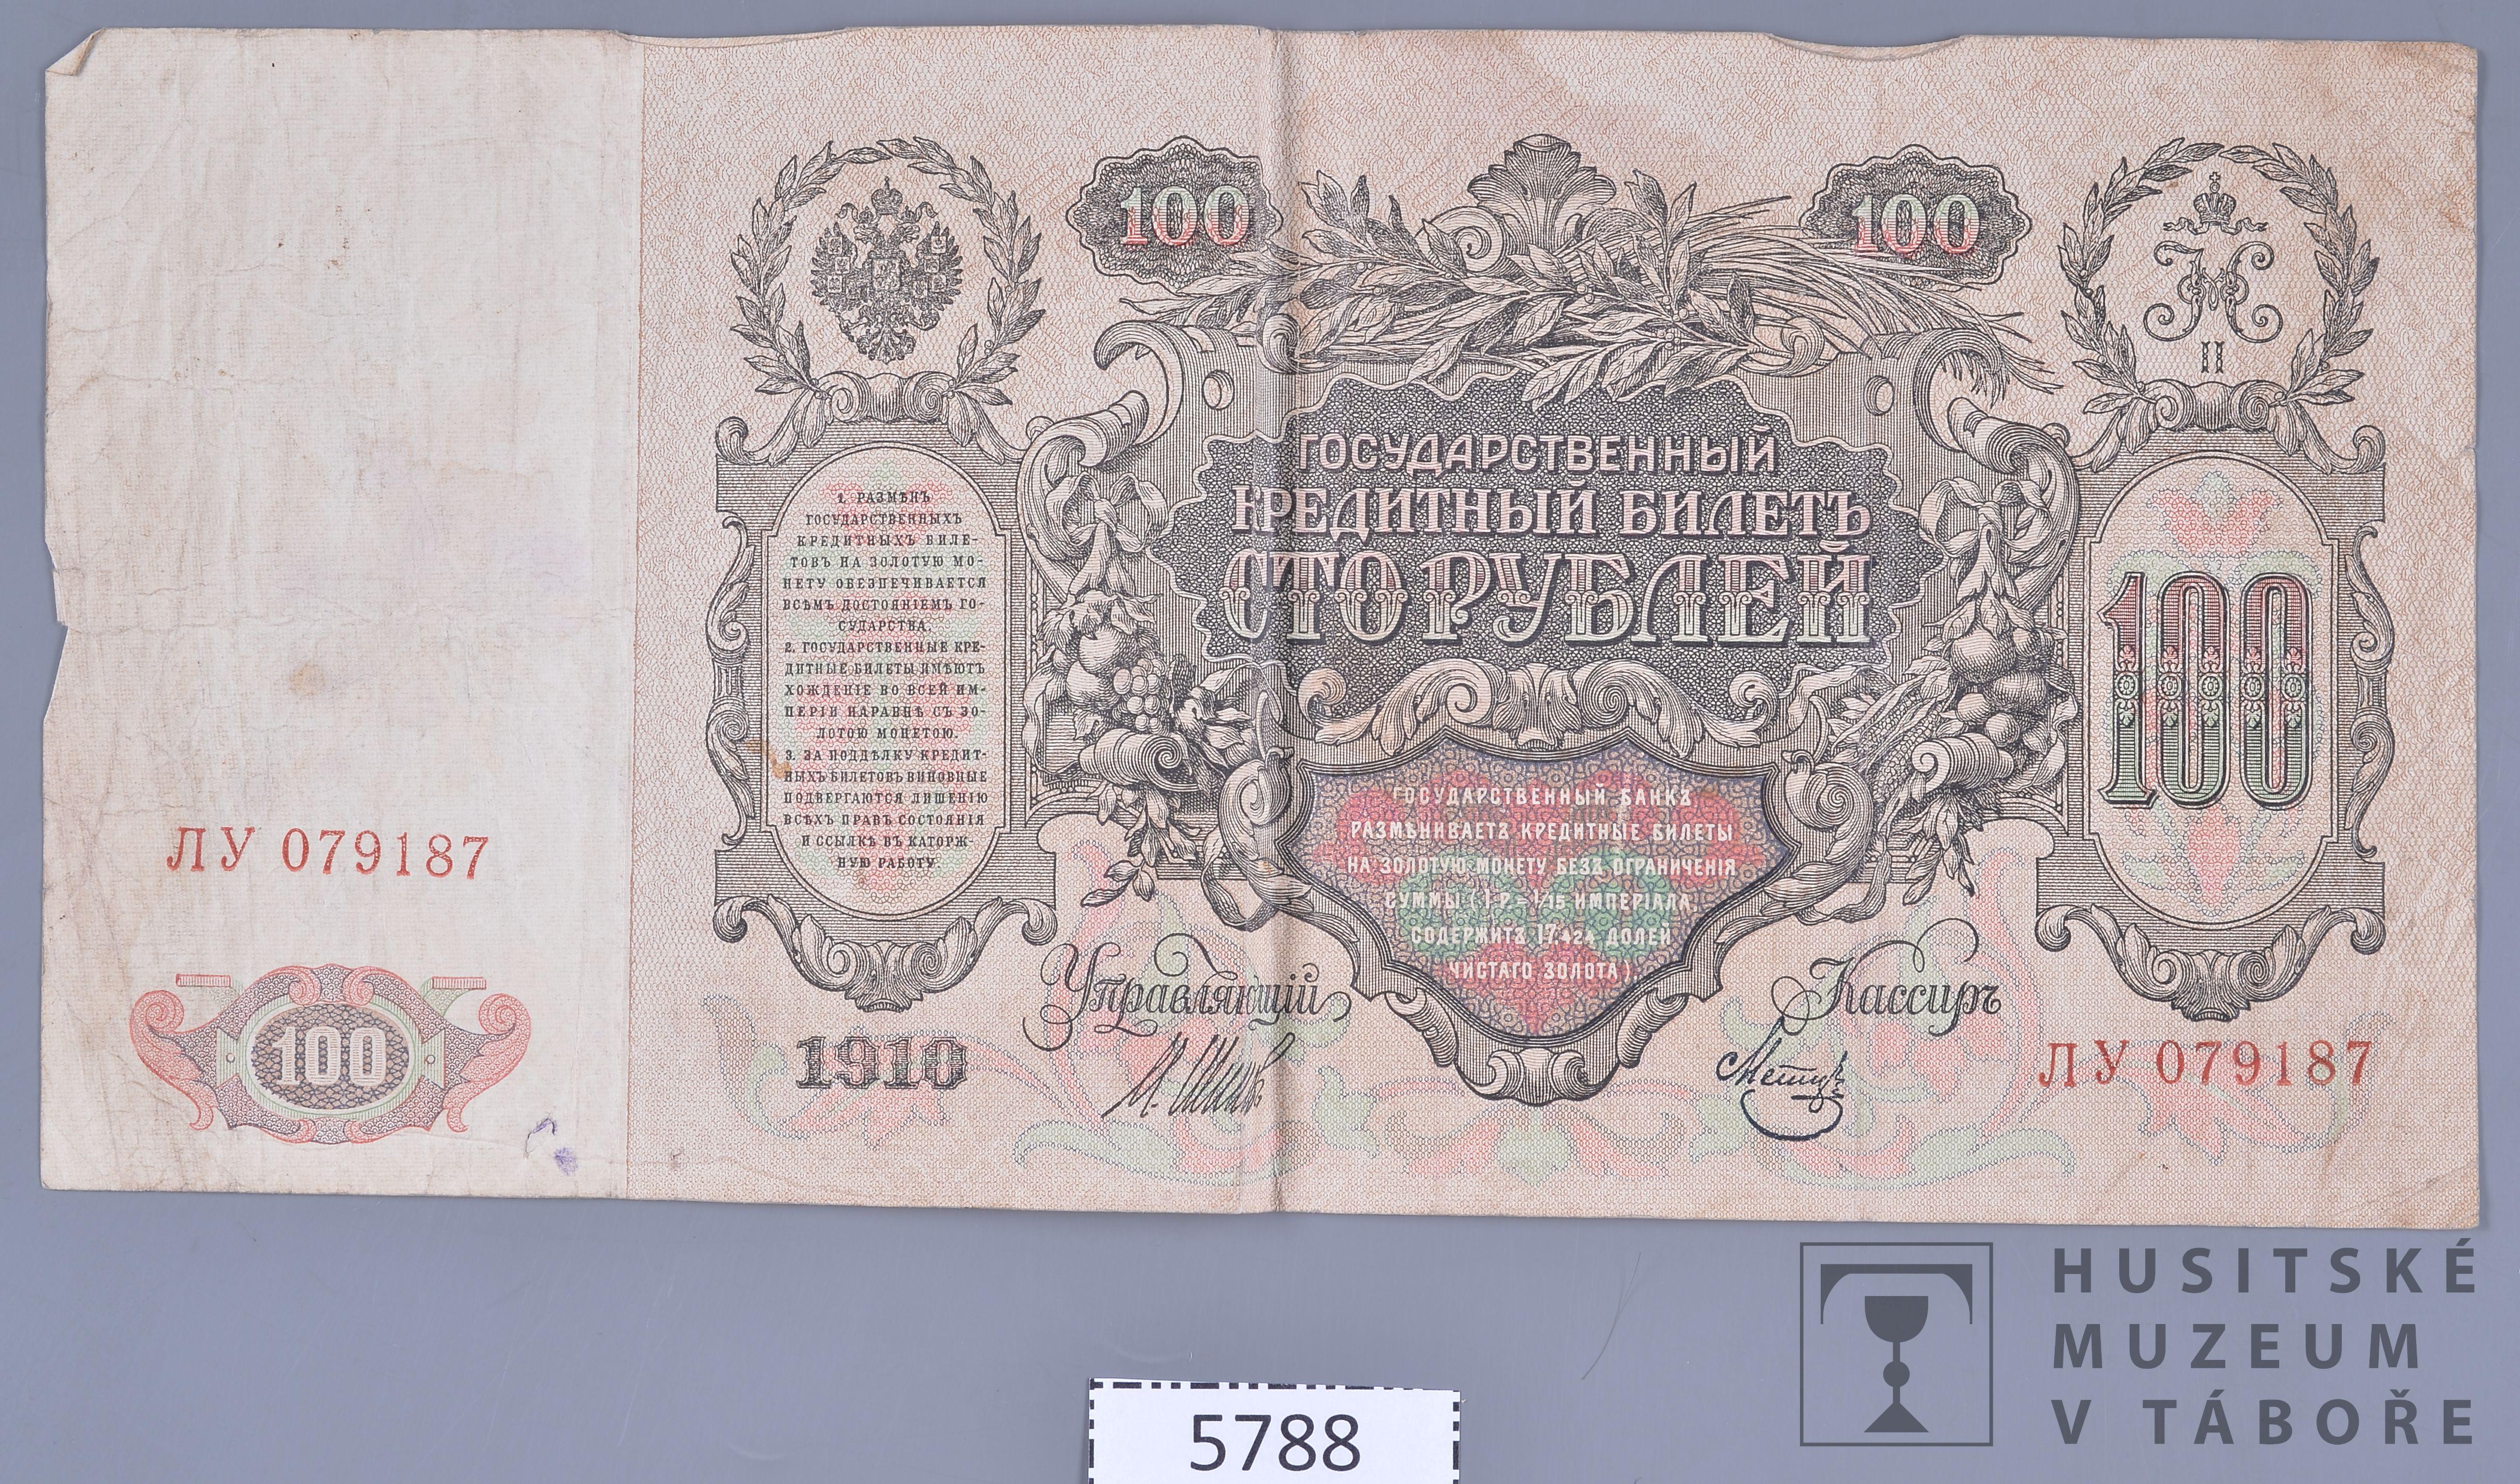 100
100
II
ГОСУДАРСТВЕННЫЙ
КРЕДИТНЫЙ БИЛЕТЪ
СТО РУБЛЕЙ
1. РАЗМѢНЪ
ГОСУДАРСТВЕННЫХЪ
КРЕДИТНЫХЪ БИЛЕ-
ТОВЪ НА ЗОЛОТУЮ МО-
НЕТУ ОБЕЗПЕЧИВАЕТСЯ
ВСѢМЪ ДОСТОЯНІЕМЪ ГО-
СУДАРСТВА.
2. ГОСУДАРСТВЕННЫЕ КРЕ-
ДИТНЫЕ БИЛЕТЫ ИМѢЮТЪ
ХОЖДЕНІЕ ВО ВСЕЙ ИМ-
ПЕРІИ НАРАВНѢ СЪ ЗО-
ЛОТОЮ МОНЕТОЮ.
3. ЗА ПОДДѢЛКУ КРЕДИТ-
НЫХЪ БИЛЕТОВЪ ВИНОВНЫЕ
ПОДВЕРГАЮТСЯ ЛИШЕНІЮ
ВСѢХЪ ПРАВЪ СОСТОЯНІЯ
И ССЫЛКѢ ВЪ КАТОРЖ-
НУЮ РАБОТУ.
100
ГОСУДАРСТВЕННЫЙ БАНКЪ
РАЗМѢНИВАЕТЪ КРЕДИТНЫЕ БИЛЕТЫ
НА ЗОЛОТУЮ МОНЕТУ БЕЗЪ ОГРАНИЧЕНІЯ
СУММЫ (1 Р. = 1/15 ИМПЕРІАЛА,
СОДЕРЖИТЪ 17,424 ДОЛЕЙ
ЧИСТАГО ЗОЛОТА).
ЛУ 079187
Управляющій
Кассиръ
1910
ЛУ 079187
100
HUSITSKÉ
MUZEUM
V TÁBOŘE
5788